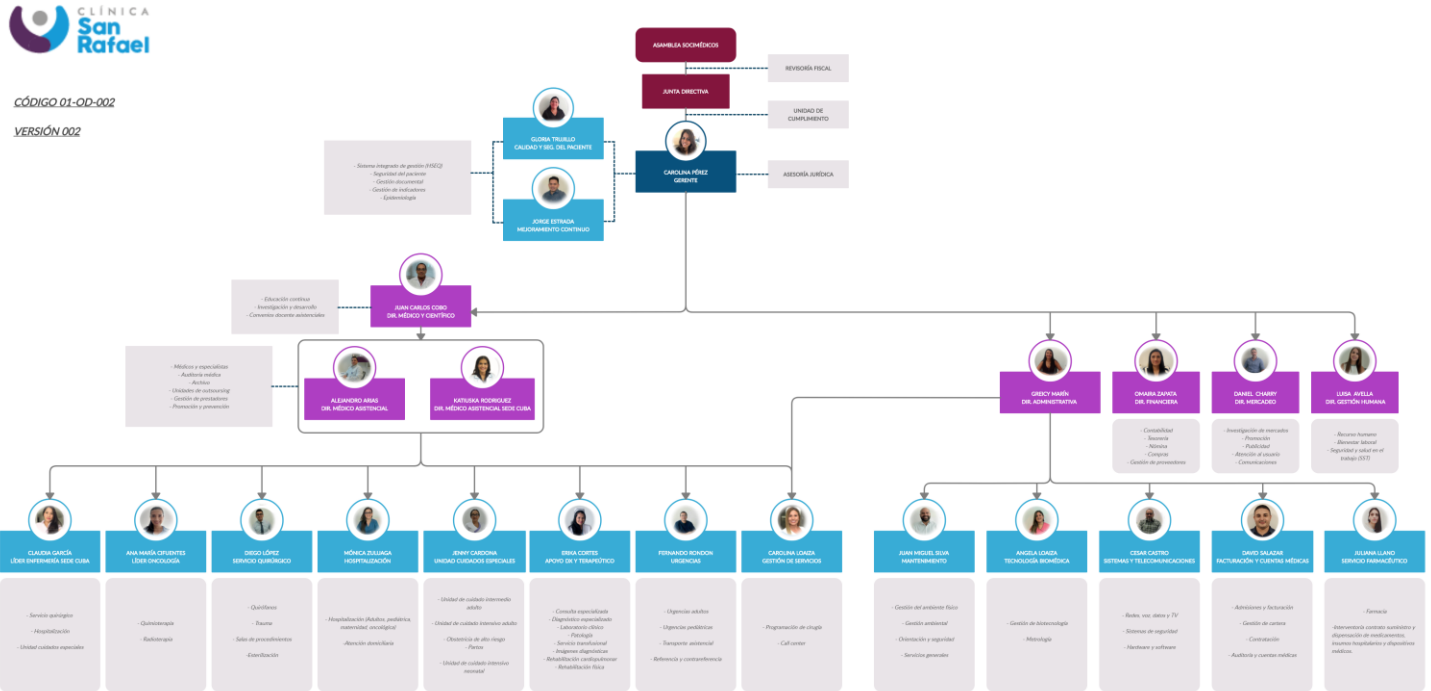 CLÍNICA
San
Rafael
CÓDIGO 01-OD-002
VERSIÓN 002
ASAMBLEA SOCIMÉDICOS
REVISORÍA FISCAL
JUNTA DIRECTIVA
UNIDAD DE
CUMPLIMIENTO
GLORIA TRUJILLO
CALIDAD Y SEG. DEL PACIENTE
CAROLINA PÉREZ
GERENTE
ASESORÍA JURÍDICA
- Sistema integrado de gestión (HSEQ)
- Seguridad del paciente
- Gestión documental
- Gestión de indicadores
- Epidemiología
JORGE ESTRADA
MEJORAMIENTO CONTINUO
- Educación continua
- Investigación y desarrollo
- Convenios docente asistenciales
JUAN CARLOS COBO
DIR. MÉDICO Y CIENTÍFICO
- Médicos y especialistas
- Auditoría médica
- Archivo
- Unidades de outsourcing
- Gestión de prestadores
- Promoción y prevención
ALEJANDRO ARIAS
DIR. MÉDICO ASISTENCIAL
KATIUSKA RODRIGUEZ
DIR. MÉDICO ASISTENCIAL SEDE CUBA
GREICY MARÍN
DIR. ADMINISTRATIVA
OMAIRA ZAPATA
DIR. FINANCIERA
DANIEL CHARRY
DIR. MERCADEO
LUISA AVELLA
DIR. GESTIÓN HUMANA
- Contabilidad
- Tesorería
- Nómina
- Compras
- Gestión de proveedores
- Investigación de mercados
- Promoción
- Publicidad
- Atención al usuario
- Comunicaciones
- Recurso humano
- Bienestar laboral
- Seguridad y salud en el
trabajo (SST)
CLAUDIA GARCÍA
LÍDER ENFERMERÍA SEDE CUBA
ANA MARÍA CIFUENTES
LÍDER ONCOLOGÍA
DIEGO LÓPEZ
SERVICIO QUIRÚRGICO
MÓNICA ZULUAGA
HOSPITALIZACIÓN
JENNY CARDONA
UNIDAD CUIDADOS ESPECIALES
ERIKA CORTES
APOYO DX Y TERAPÉUTICO
FERNANDO RONDON
URGENCIAS
CAROLINA LOAIZA
GESTIÓN DE SERVICIOS
JUAN MIGUEL SILVA
MANTENIMIENTO
ANGELA LOAIZA
TECNOLOGÍA BIOMÉDICA
CESAR CASTRO
SISTEMAS Y TELECOMUNICACIONES
DAVID SALAZAR
FACTURACIÓN Y CUENTAS MÉDICAS
JULIANA LLANO
SERVICIO FARMACÉUTICO
- Servicio quirúrgico
- Hospitalización
- Unidad cuidados especiales
- Quimioterapia
- Radioterapia
- Quirófanos
- Trauma
- Salas de procedimientos
- Esterilización
- Hospitalización (Adultos, pediátrica,
maternidad, oncológica)
- Atención domiciliaria
- Unidad de cuidado intermedio
adulto
- Unidad de cuidado intensivo adulto
- Obstetricia de alto riesgo
- Partos
- Unidad de cuidado intensivo
neonatal
- Consulta especializada
- Diagnóstico especializado
- Laboratorio clínico
- Patología
- Servicio transfusional
- Imágenes diagnósticas
- Rehabilitación cardiopulmonar
- Rehabilitación física
- Urgencias adultos
- Urgencias pediátricas
- Transporte asistencial
- Referencia y contrareferencia
- Programación de cirugía
- Call center
- Gestión del ambiente físico
- Gestión ambiental
- Orientación y seguridad
- Servicios generales
- Gestión de biotecnología
- Metrología
- Redes, voz, datos y TV
- Sistemas de seguridad
- Hardware y software
- Admisiones y facturación
- Gestión de cartera
- Contratación
- Auditoría y cuentas médicas
- Farmacia
-Interventoría contrato suministro y
dispensación de medicamentos,
insumos hospitalarios y dispositivos
médicos.